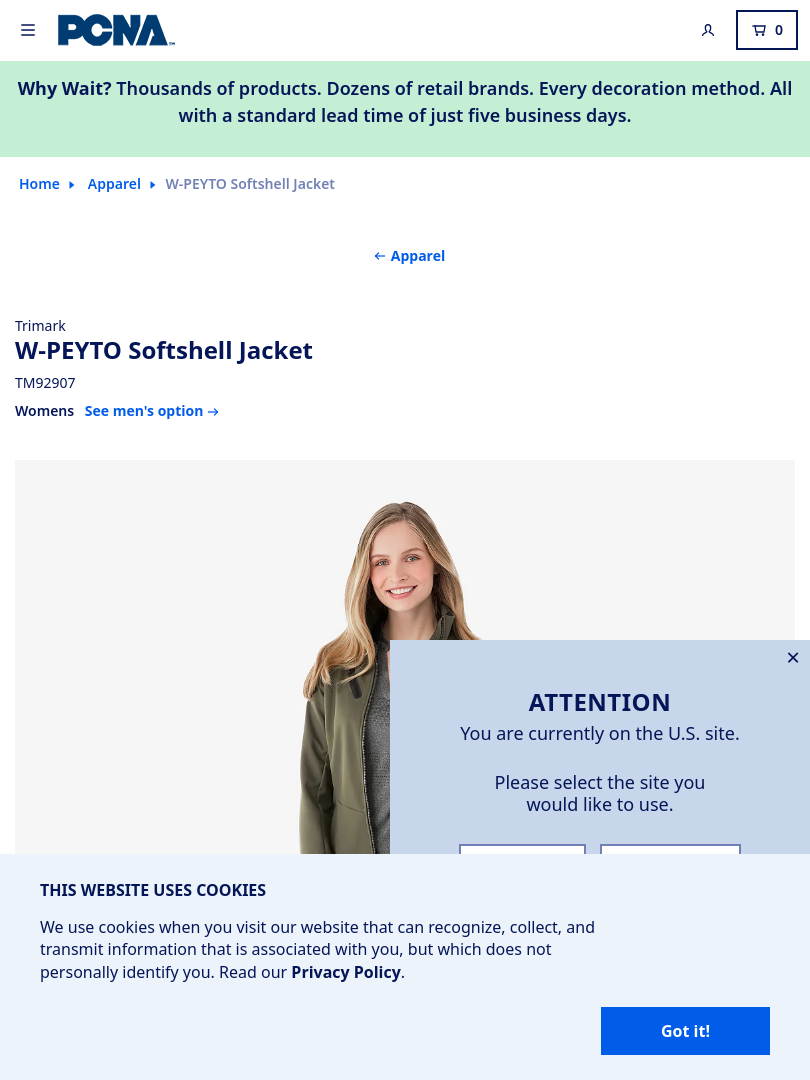 PCNA
0
Why Wait? Thousands of products. Dozens of retail brands. Every decoration method. All
with a standard lead time of just five business days.
Home Apparel W-PEYTO Softshell Jacket
← Apparel
Trimark
W-PEYTO Softshell Jacket
TM92907
Womens See men's option →
ATTENTION
You are currently on the U.S. site.
Please select the site you
would like to use.
THIS WEBSITE USES COOKIES
We use cookies when you visit our website that can recognize, collect, and
transmit information that is associated with you, but which does not
personally identify you. Read our Privacy Policy.
Got it!